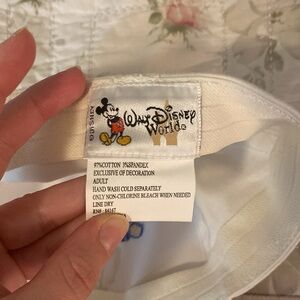 ©DISNEY
Walt Disney
World®
97%COTTON 3%SPANDEX
EXCLUSIVE OF DECORATION
ADULT
HAND WASH COLD SEPARATELY
ONLY NON-CHLORINE BLEACH WHEN NEEDED
LINE DRY